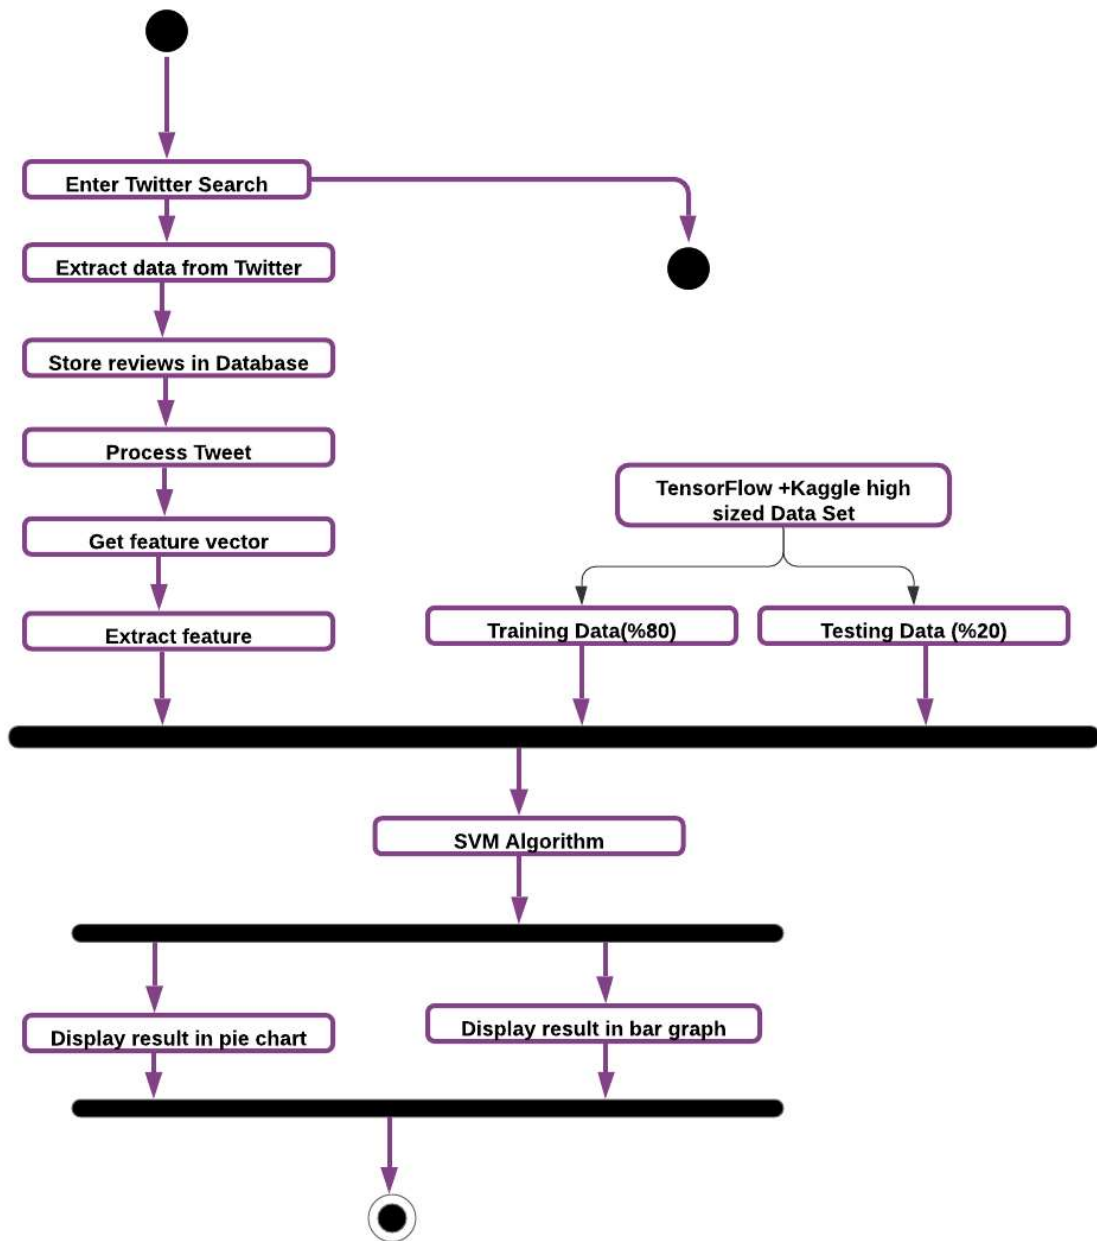 Enter Twitter Search
Extract data from Twitter
Store reviews in Database
Process Tweet
Get feature vector
Extract feature
TensorFlow +Kaggle high
sized Data Set
Training Data(%80)
Testing Data (%20)
SVM Algorithm
Display result in pie chart
Display result in bar graph